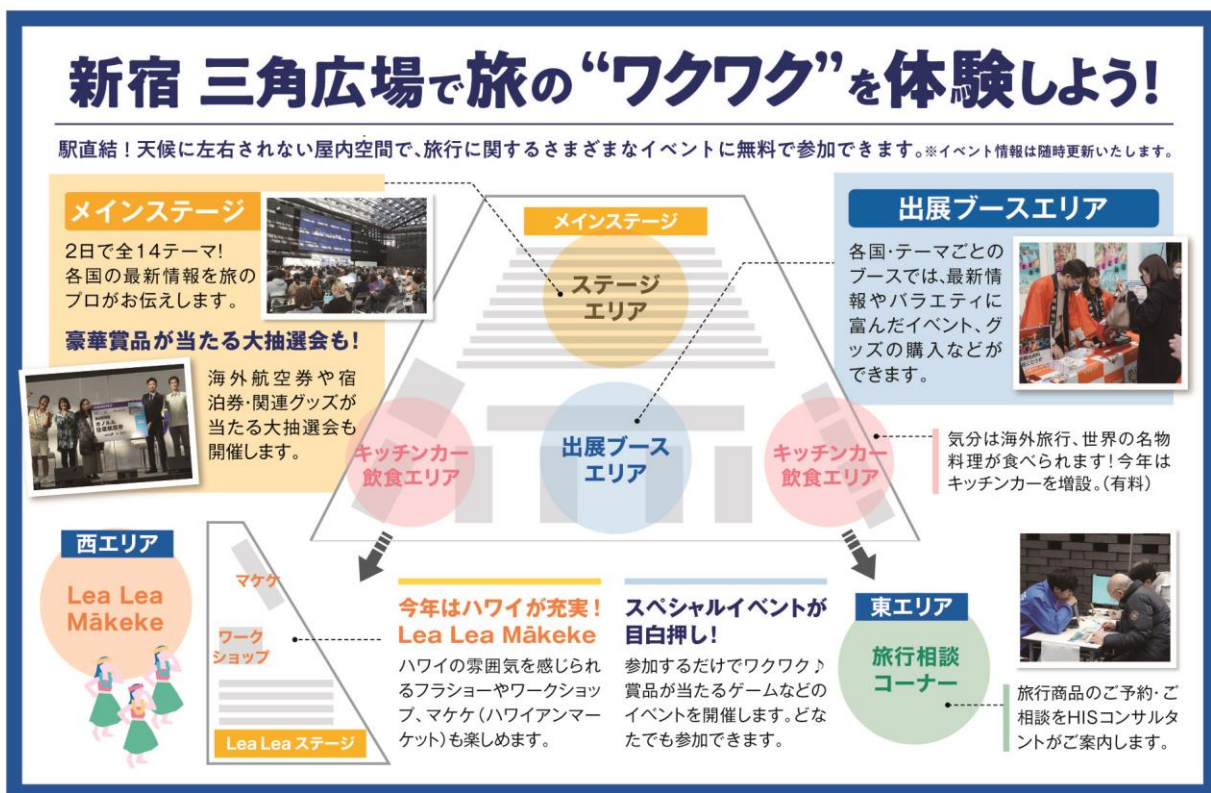 新宿 三角広場で旅の“ワクワク”を体験しよう!
駅直結!天候に左右されない屋内空間で、旅行に関するさまざまなイベントに無料で参加できます。※イベント情報は随時更新いたします。
メインステージ
2日で全14テーマ!
各国の最新情報を旅の
プロがお伝えします。
豪華賞品が当たる大抽選会も!
海外航空券や宿
泊券・関連グッズが
当たる大抽選会も
開催します。
メインステージ
ステージ
エリア
出展ブース
エリア
キッチンカー
飲食エリア
キッチンカー
飲食エリア
出展ブースエリア
各国・テーマごとの
ブースでは、最新情
報やバラエティに
富んだイベント、グ
ッズの購入などが
できます。
気分は海外旅行、世界の名物
料理が食べられます!今年は
キッチンカーを増設。(有料)
西エリア
Lea Lea
Mākeke
マケケ
ワーク
ショップ
Lea Lea ステージ
今年はハワイが充実!
Lea Lea Mākeke
ハワイの雰囲気を感じられ
るフラショーやワークショッ
プ、マケケ(ハワイアンマー
ケット)も楽しめます。
スペシャルイベントが
目白押し!
参加するだけでワクワク♪
賞品が当たるゲームなどの
イベントを開催します。どな
たでも参加できます。
東エリア
旅行相談
コーナー
旅行商品のご予約・ご
相談をHISコンサルタ
ントがご案内します。